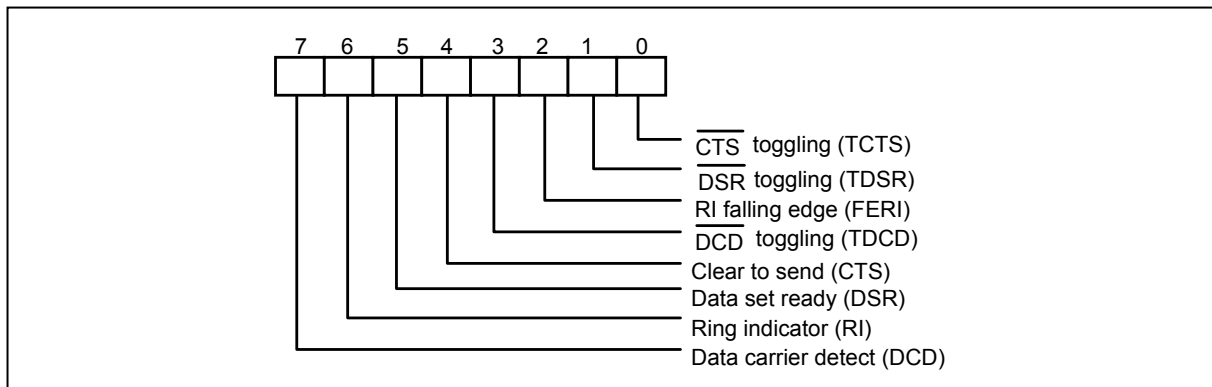 7 6 5 4 3 2 1 0
CTS toggling (TCTS)
DSR toggling (TDSR)
RI falling edge (FERI)
DCD toggling (TDCD)
Clear to send (CTS)
Data set ready (DSR)
Ring indicator (RI)
Data carrier detect (DCD)